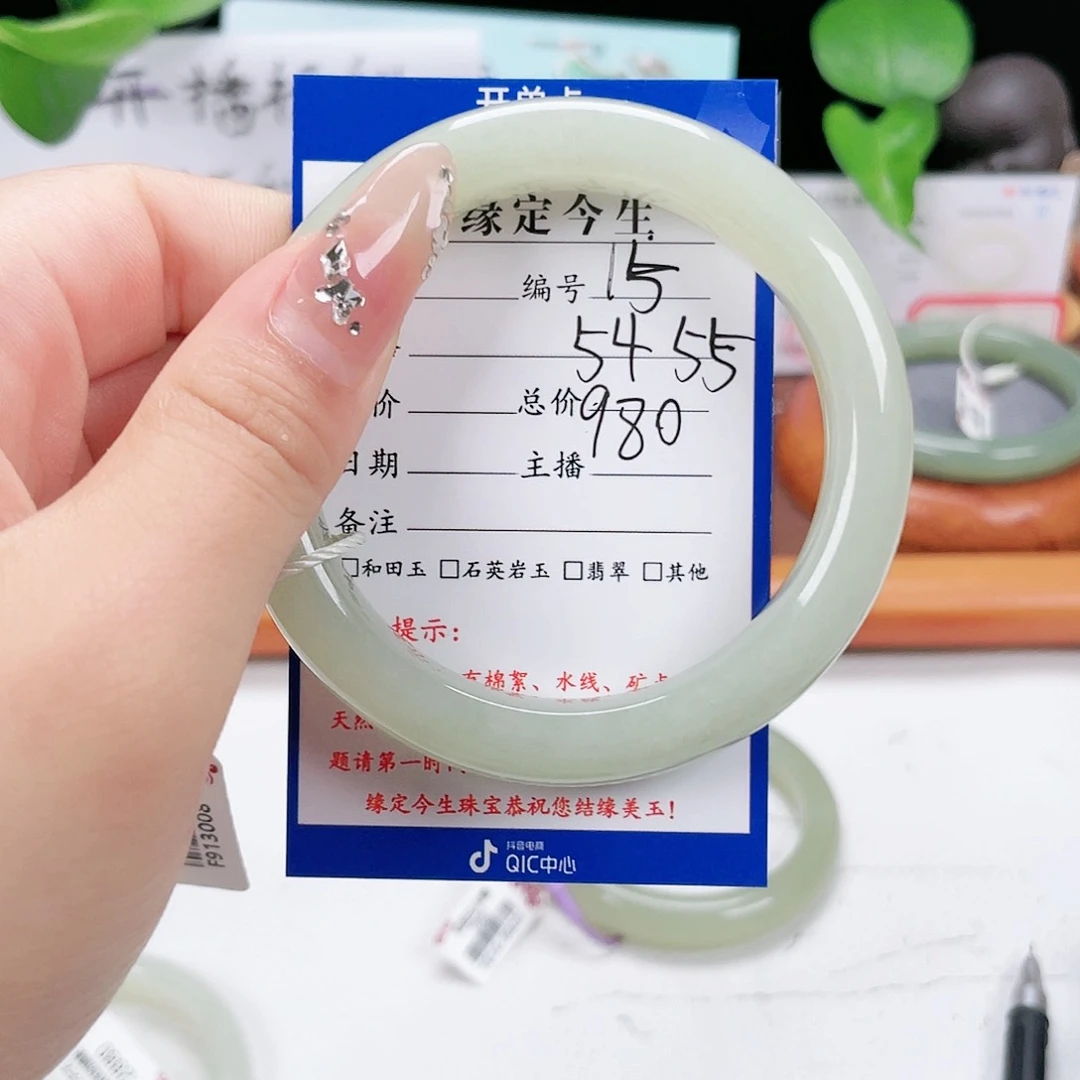 开播
开单卡
缘定今生
编号 15
54 55
价 总价 980
日期 主播
备注
□和田玉 □石英岩玉 □翡翠 □其他
提示:
棉絮、水线、矿点
天然
题请第一时间
缘定今生珠宝恭祝您结缘美玉!
抖音电商
QIC中心
F913008